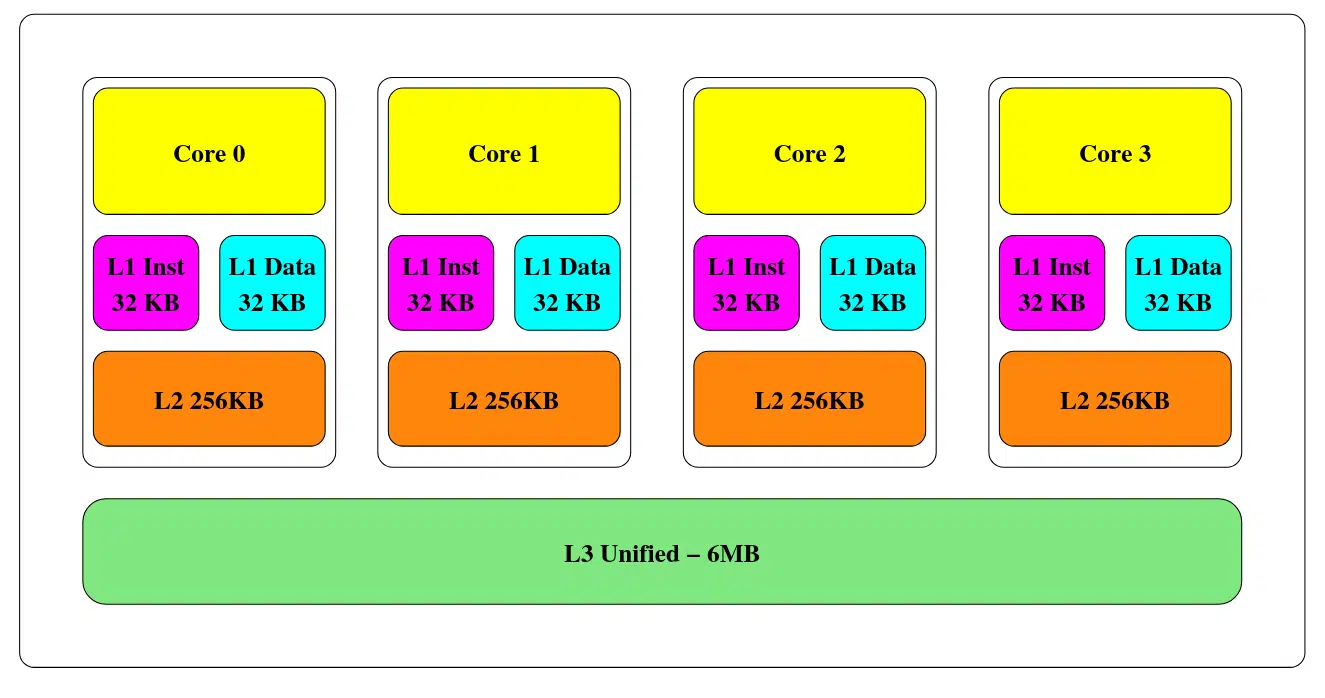 Core 0
Core 1
Core 2
Core 3
L1 Inst
32 KB
L1 Data
32 KB
L1 Inst
32 KB
L1 Data
32 KB
L1 Inst
32 KB
L1 Data
32 KB
L1 Inst
32 KB
L1 Data
32 KB
L2 256KB
L2 256KB
L2 256KB
L2 256KB
L3 Unified – 6MB